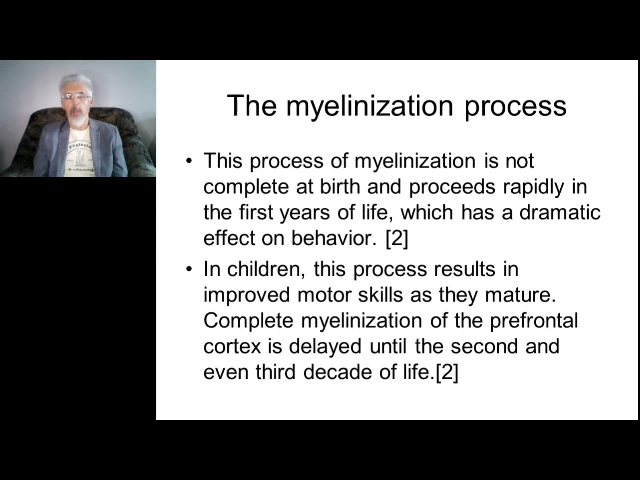 The myelinization process
• This process of myelinization is not
complete at birth and proceeds rapidly in
the first years of life, which has a dramatic
effect on behavior. [2]
• In children, this process results in
improved motor skills as they mature.
Complete myelinization of the prefrontal
cortex is delayed until the second and
even third decade of life.[2]